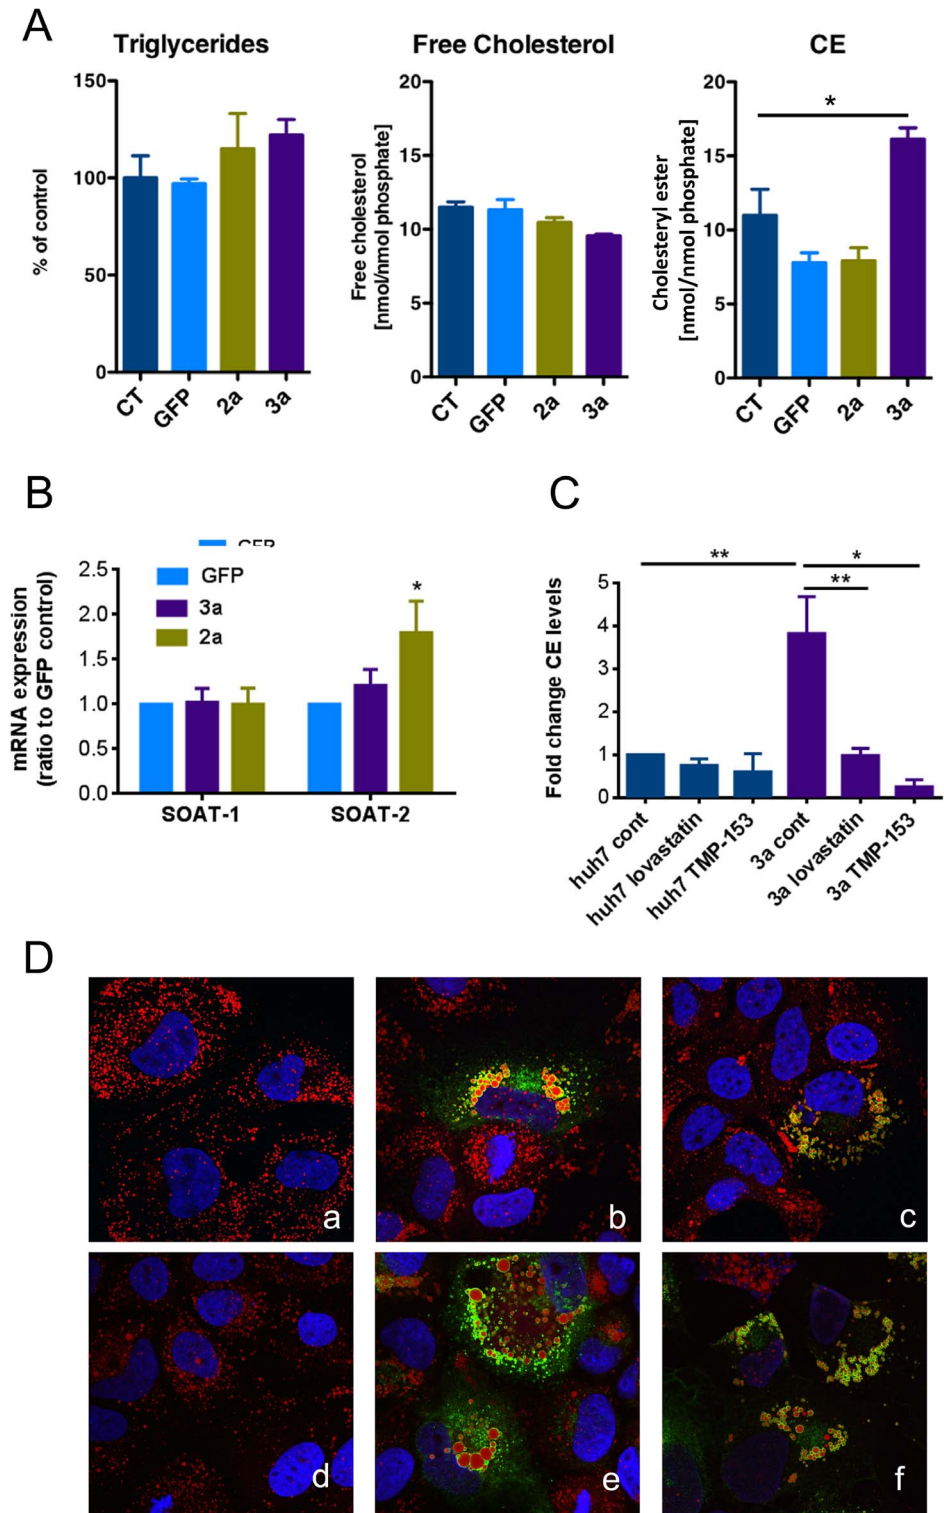 A
Triglycerides
Free Cholesterol
CE
150
100
50
0
% of control
CT
GFP
2a
3a
20
15
10
5
0
Free cholesterol
[nmol/nmol phosphate]
CT
GFP
2a
3a
20
15
10
5
0
Cholesteryl ester
[nmol/nmol phosphate]
*
CT
GFP
2a
3a
B
2.5
2.0
1.5
1.0
0.5
0.0
mRNA expression
(ratio to GFP control)
GFP
3a
2a
*
SOAT-1
SOAT-2
C
**
*
**
5
4
3
2
1
0
Fold change CE levels
huh7 cont
huh7 lovastatin
huh7 TMP-153
3a cont
3a lovastatin
3a TMP-153
D
a
b
c
d
e
f